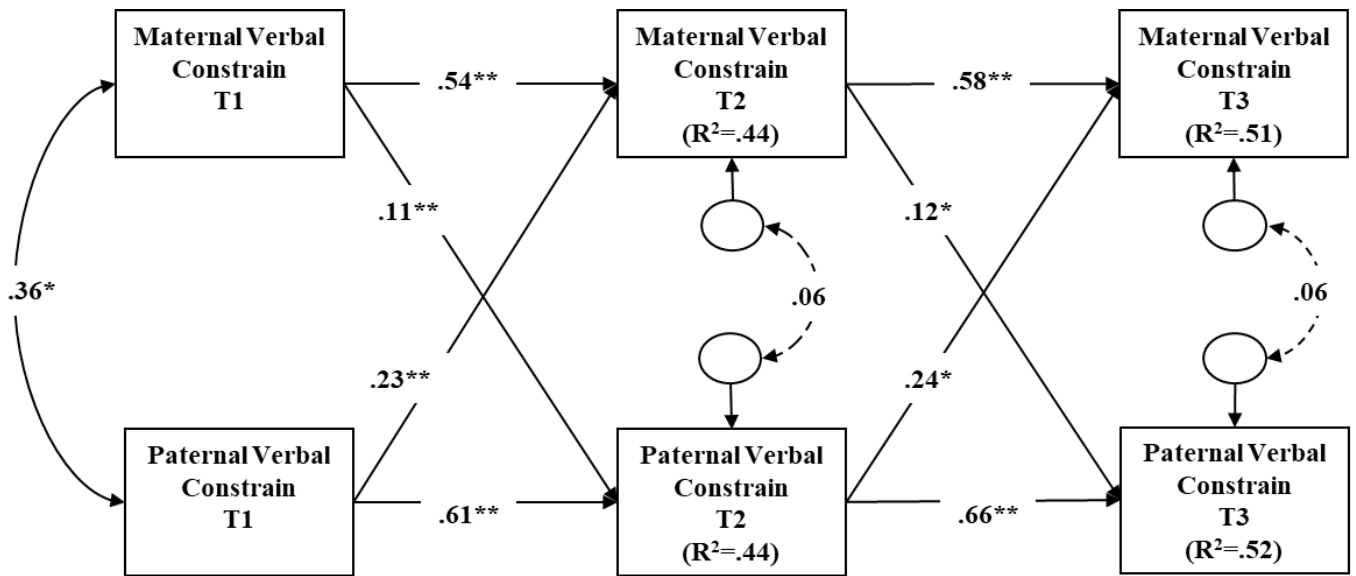 Maternal Verbal
Constrain
T1
Maternal Verbal
Constrain
T2
(R²=.44)
Maternal Verbal
Constrain
T3
(R²=.51)
.54**
.58**
.11**
.12*
.36*
.06
.06
.23**
.24*
Paternal Verbal
Constrain
T1
Paternal Verbal
Constrain
T2
(R²=.44)
Paternal Verbal
Constrain
T3
(R²=.52)
.61**
.66**